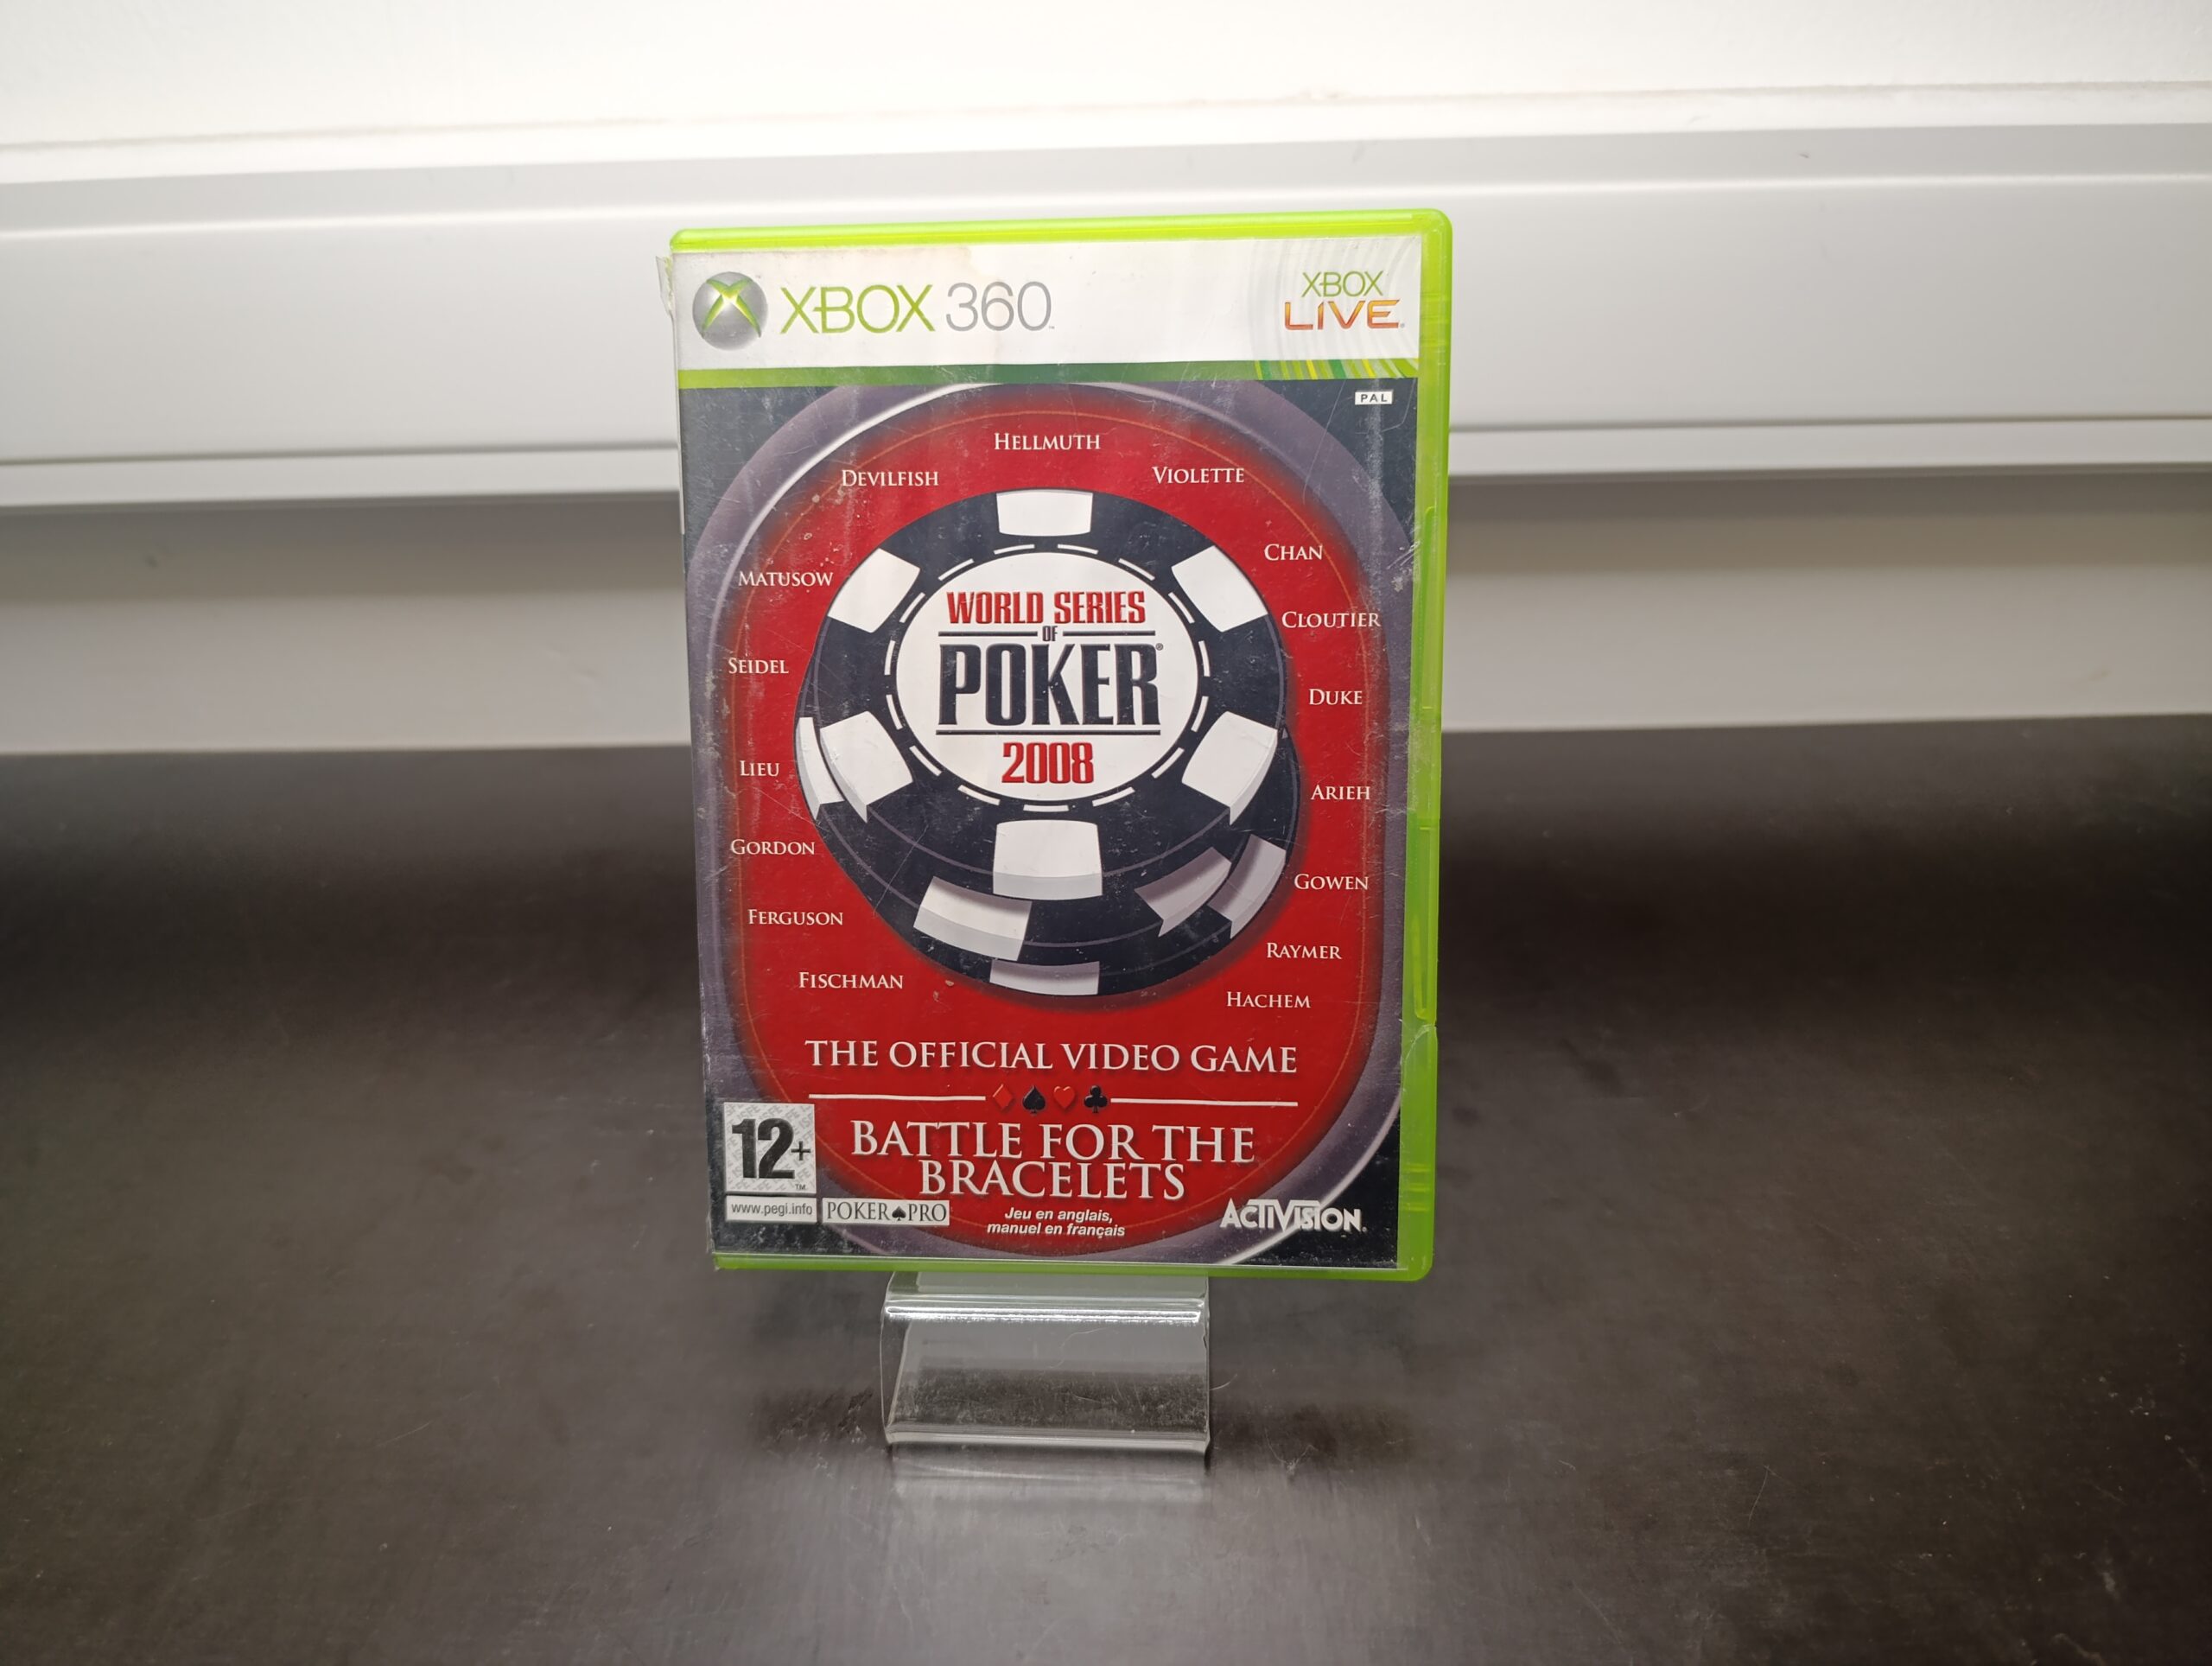 XBOX 360
XBOX
LIVE
PAL
HELLMUTH
DEVILFISH
VIOLETTE
CHAN
MATUSOW
CLOUTIER
SEIDEL
DUKE
LIEU
ARIEH
GORDON
GOWEN
FERGUSON
RAYMER
FISCHMAN
HACHEM
WORLD SERIES
OF
POKER®
2008
THE OFFICIAL VIDEO GAME
BATTLE FOR THE
BRACELETS
12+
TM
www.pegi.info
POKER♠PRO
Jeu en anglais,
manuel en français
ACTIVISION®